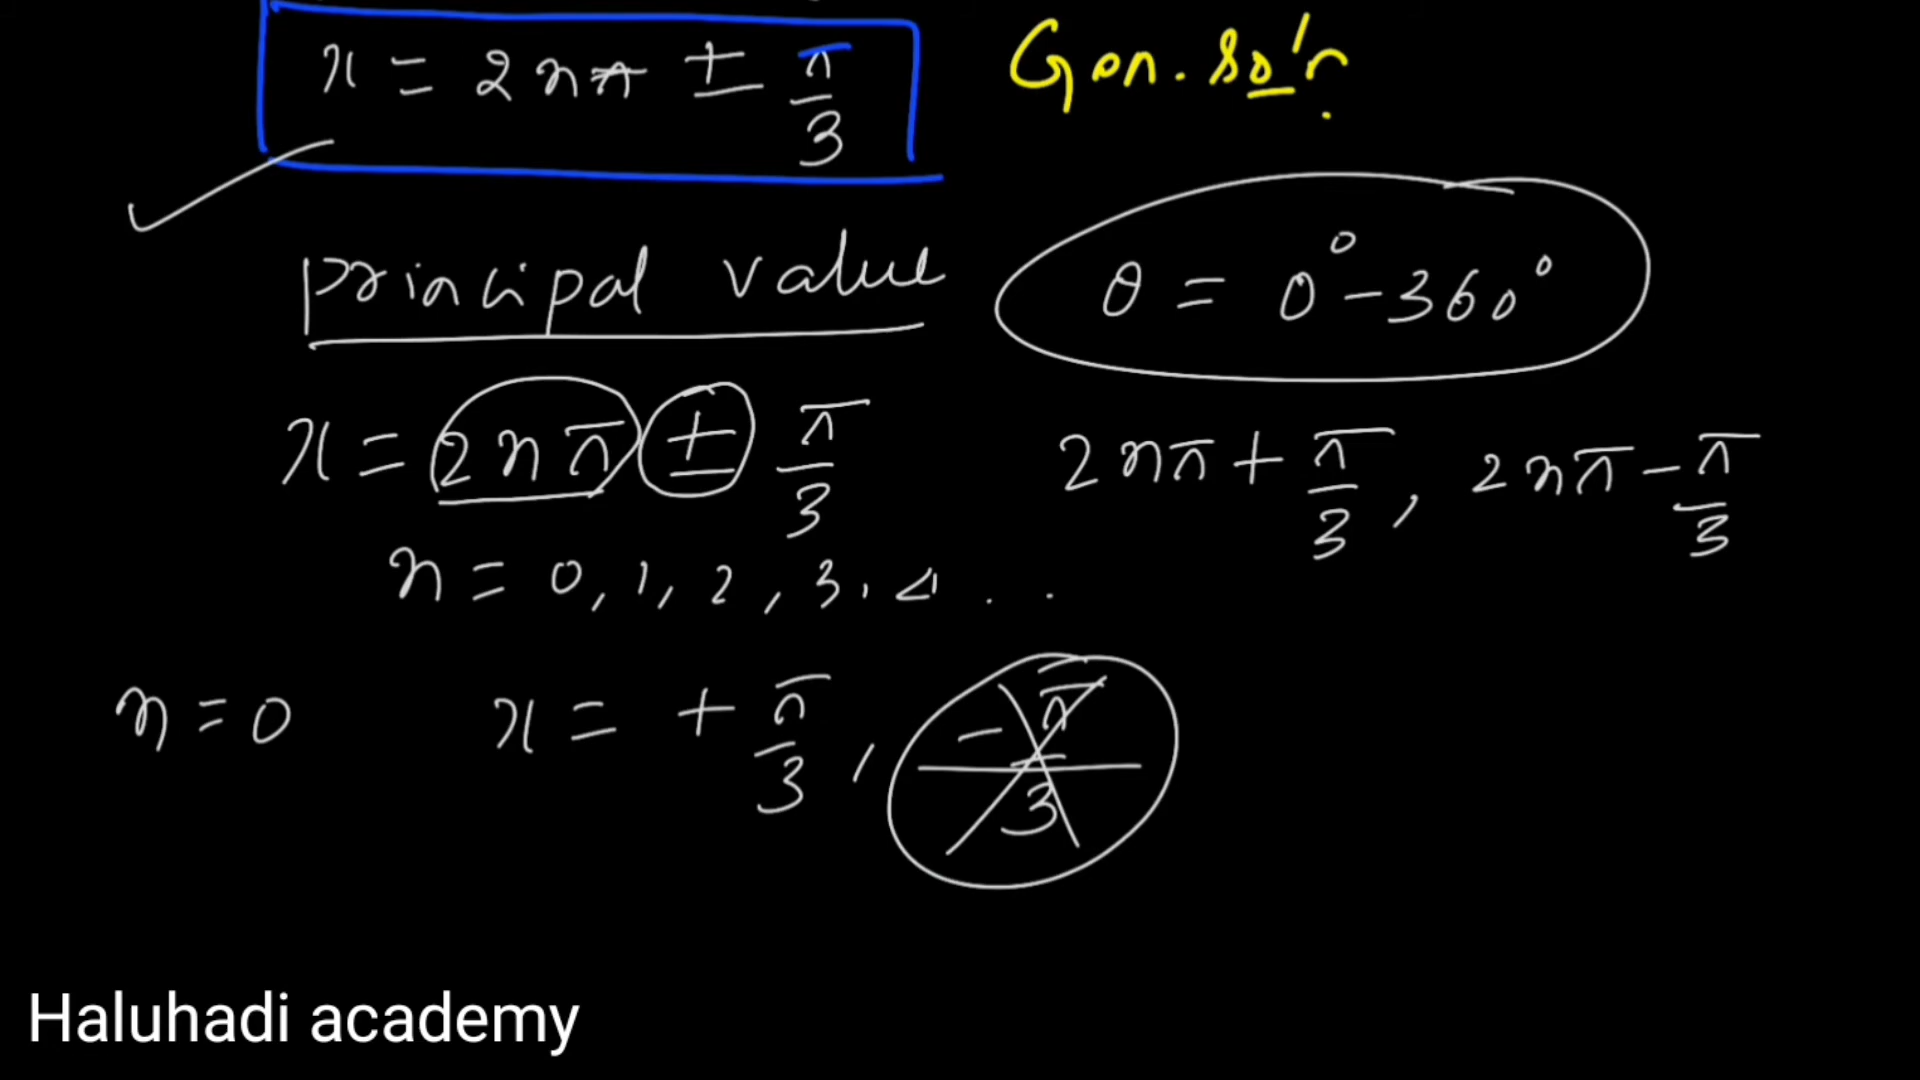 x = 2nπ ± π/3 Gen. so'n.
principal value θ = 0° - 360°
x = 2nπ ± π/3 2nπ + π/3, 2nπ - π/3
n = 0, 1, 2, 3, 4 . .
n = 0 x = + π/3, - π/3
Haluhadi academy